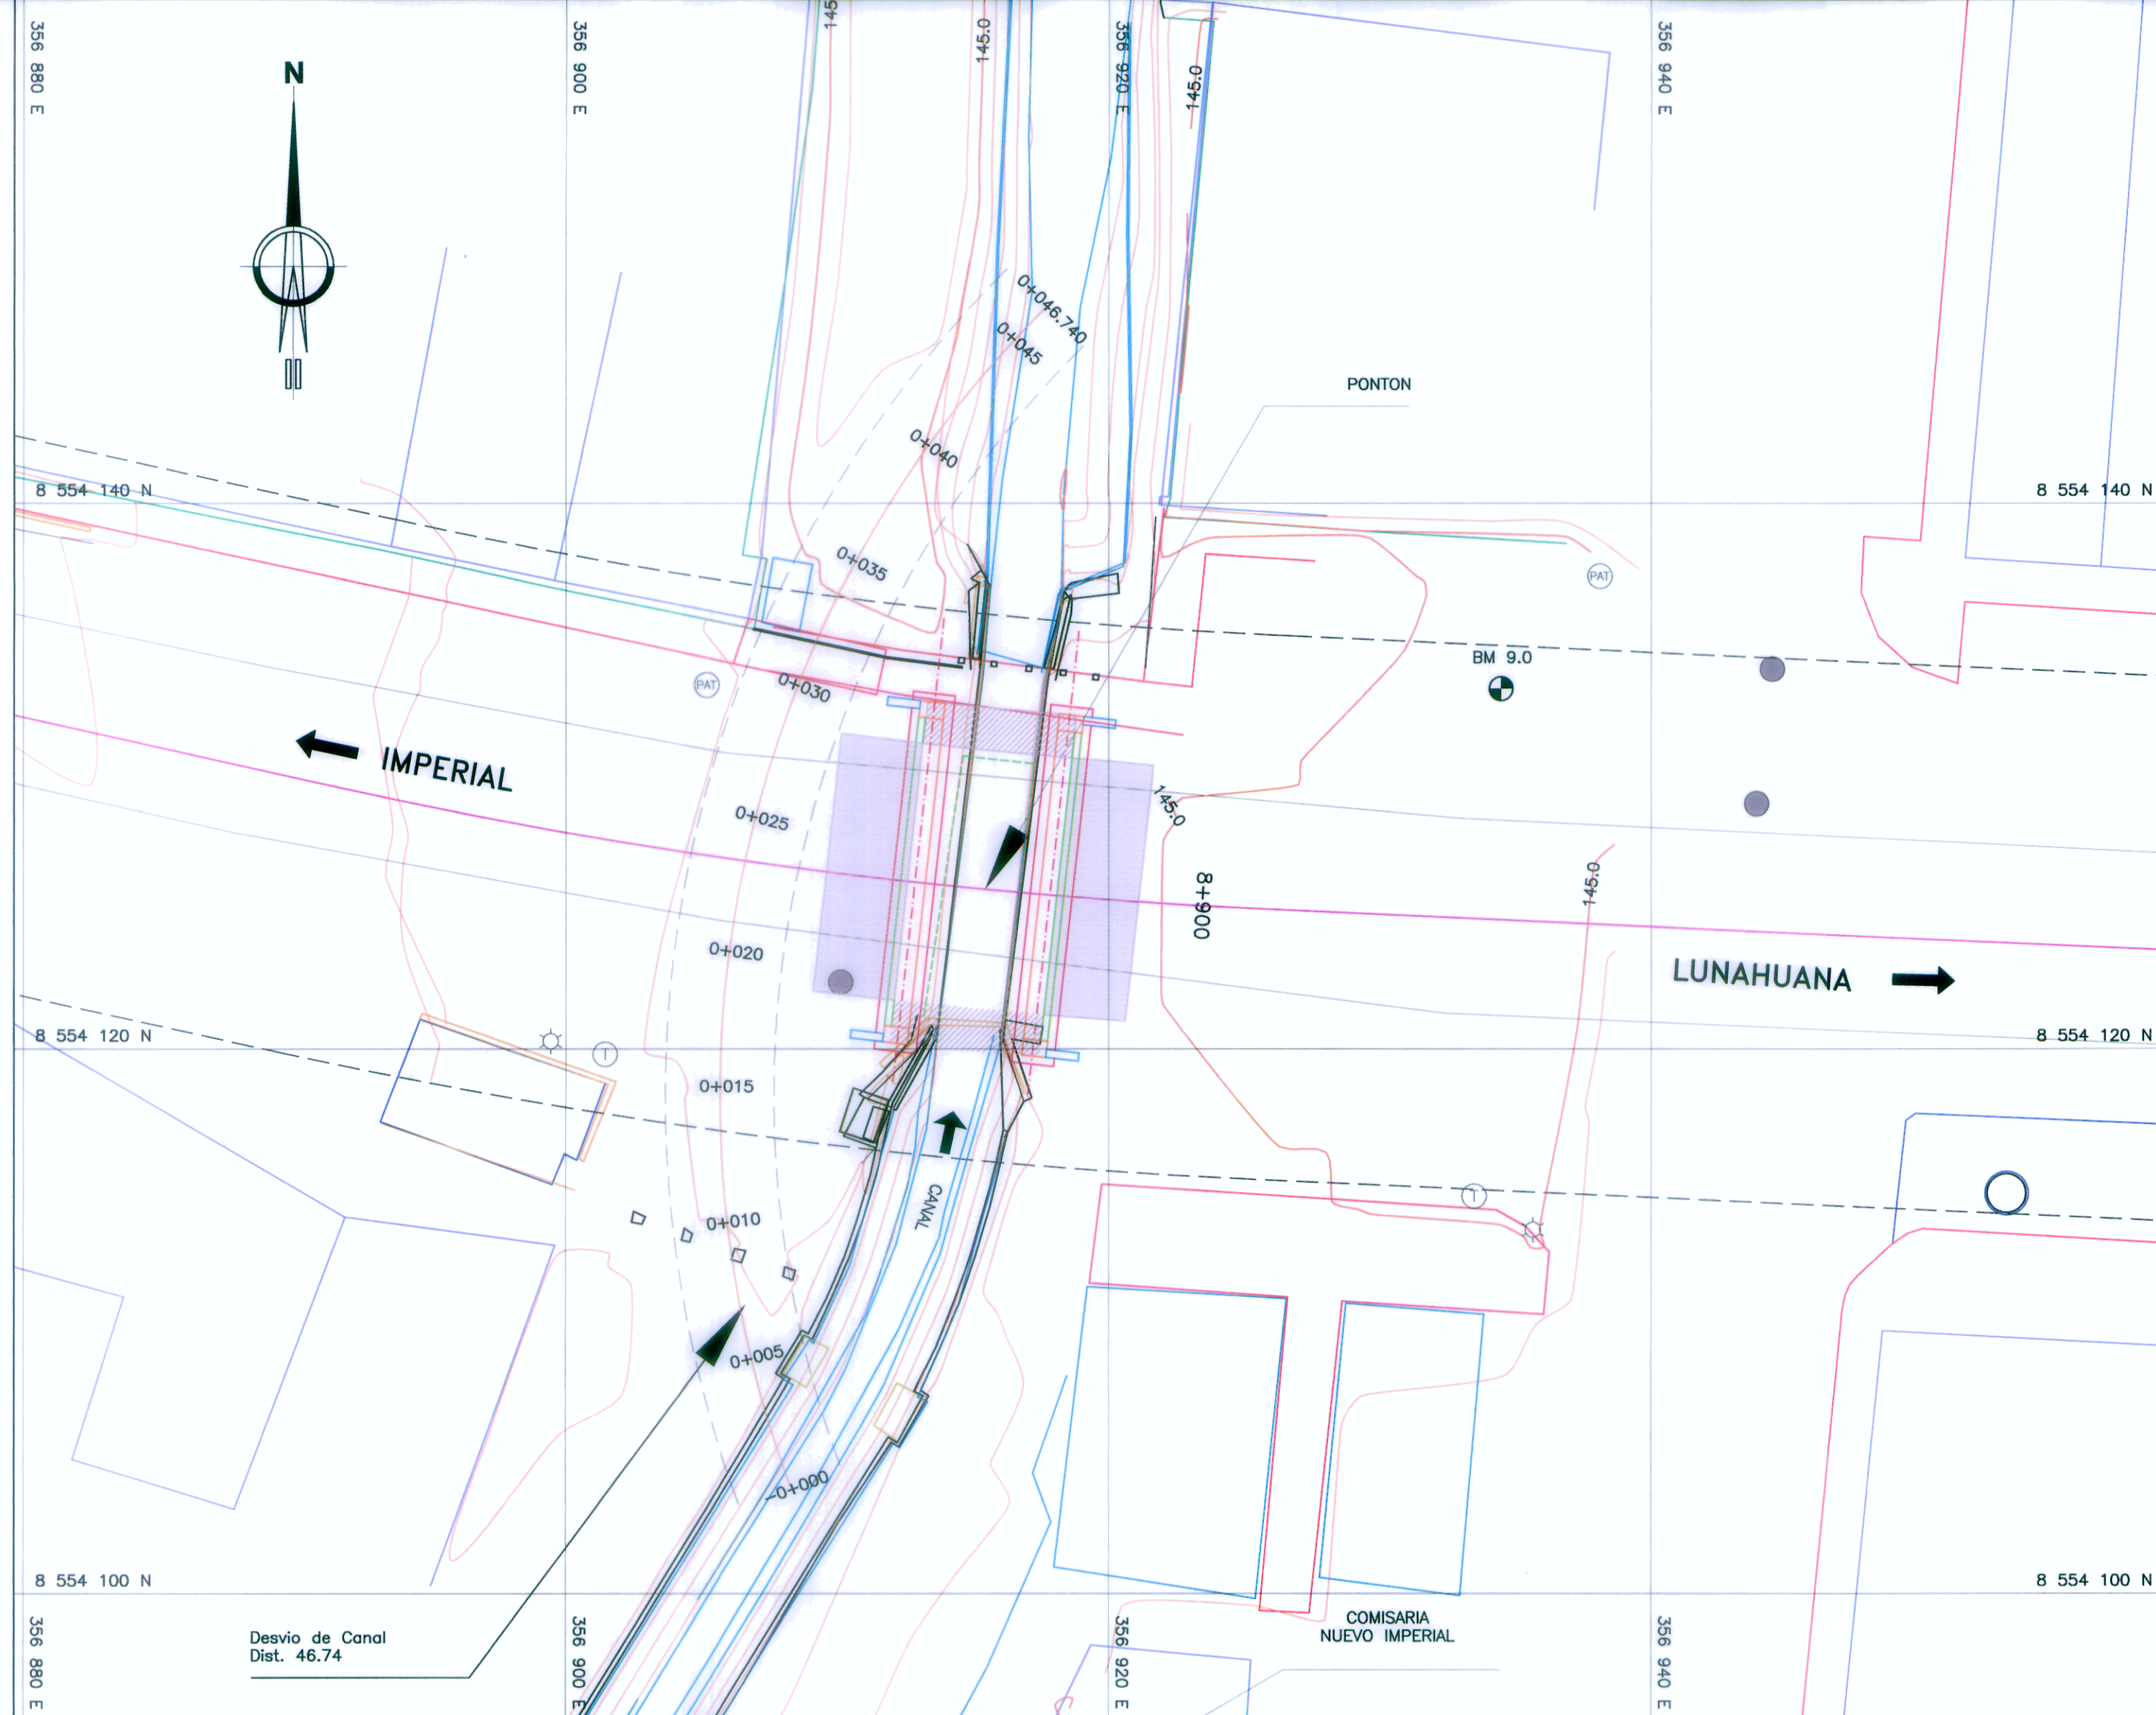 356 880 E
356 900 E
145
145.0
356 920 E
145.0
356 940 E
N
0+046.740
0+045
PONTON
0+040
8 554 140 N
8 554 140 N
0+035
PAT
BM 9.0
PAT
0+030
IMPERIAL
145.0
0+025
8+900
145.0
0+020
LUNAHUANA
8 554 120 N
8 554 120 N
T
0+015
CANAL
T
0+010
0+005
-0+000
8 554 100 N
8 554 100 N
Desvio de Canal
Dist. 46.74
COMISARIA
NUEVO IMPERIAL
356 880 E
356 900 E
356 920 E
356 940 E